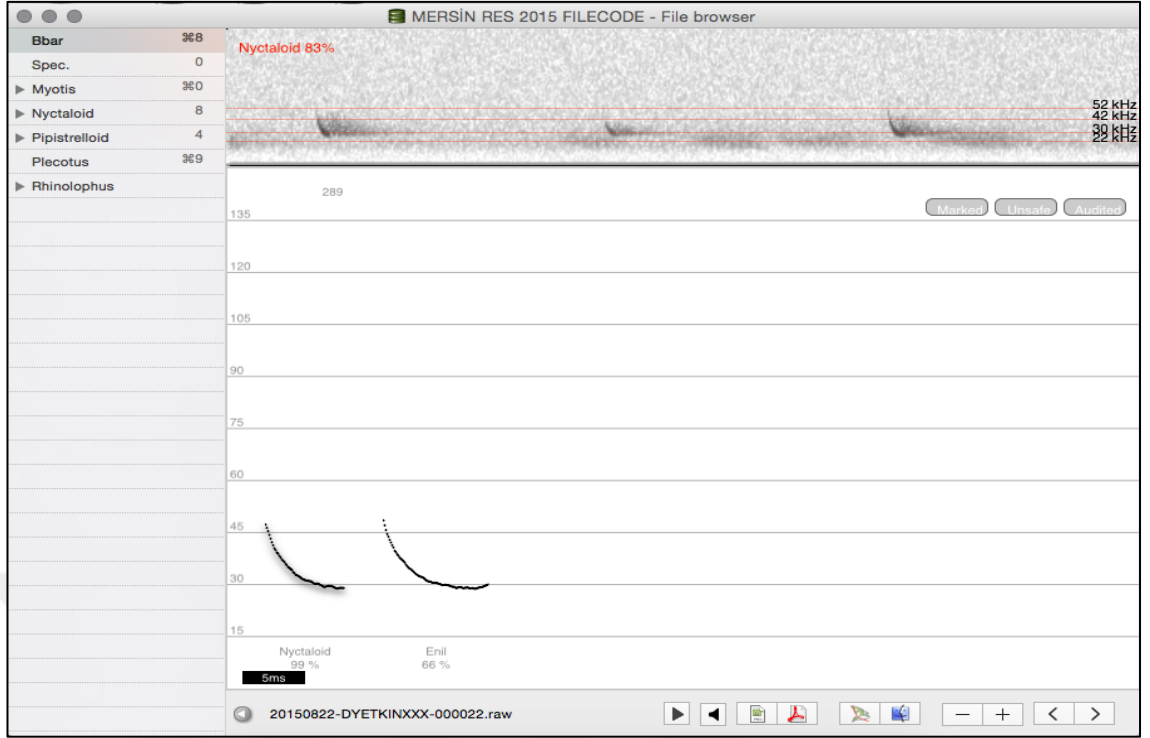 MERSİN RES 2015 FILECODE - File browser
Bbar ⌘8
Spec. 0
Myotis ⌘0
Nyctaloid 8
Pipistrelloid 4
Plecotus ⌘9
Rhinolophus
Nyctaloid 83%
52 kHz
42 kHz
30 kHz
22 kHz
289
Marked Unsafe Audited
135
120
105
90
75
60
45
30
15
Nyctaloid Enil
99 % 66 %
5ms
20150822-DYETKINXXX-000022.raw